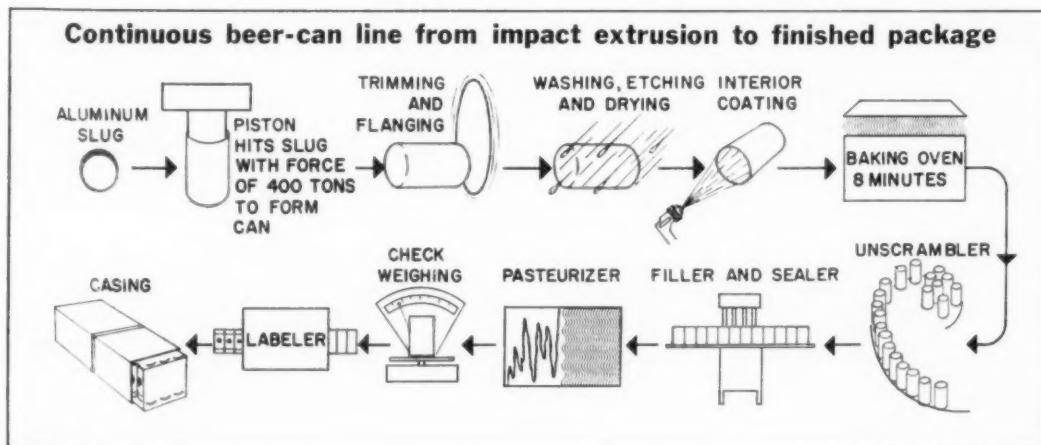 Continuous beer-can line from impact extrusion to finished package
ALUMINUM
SLUG
PISTON
HITS SLUG
WITH FORCE
OF 400 TONS
TO FORM
CAN
TRIMMING
AND
FLANGING
WASHING, ETCHING
AND DRYING
INTERIOR
COATING
BAKING OVEN
8 MINUTES
UNSCRAMBLER
FILLER AND SEALER
PASTEURIZER
CHECK
WEIGHING
LABELER
CASING